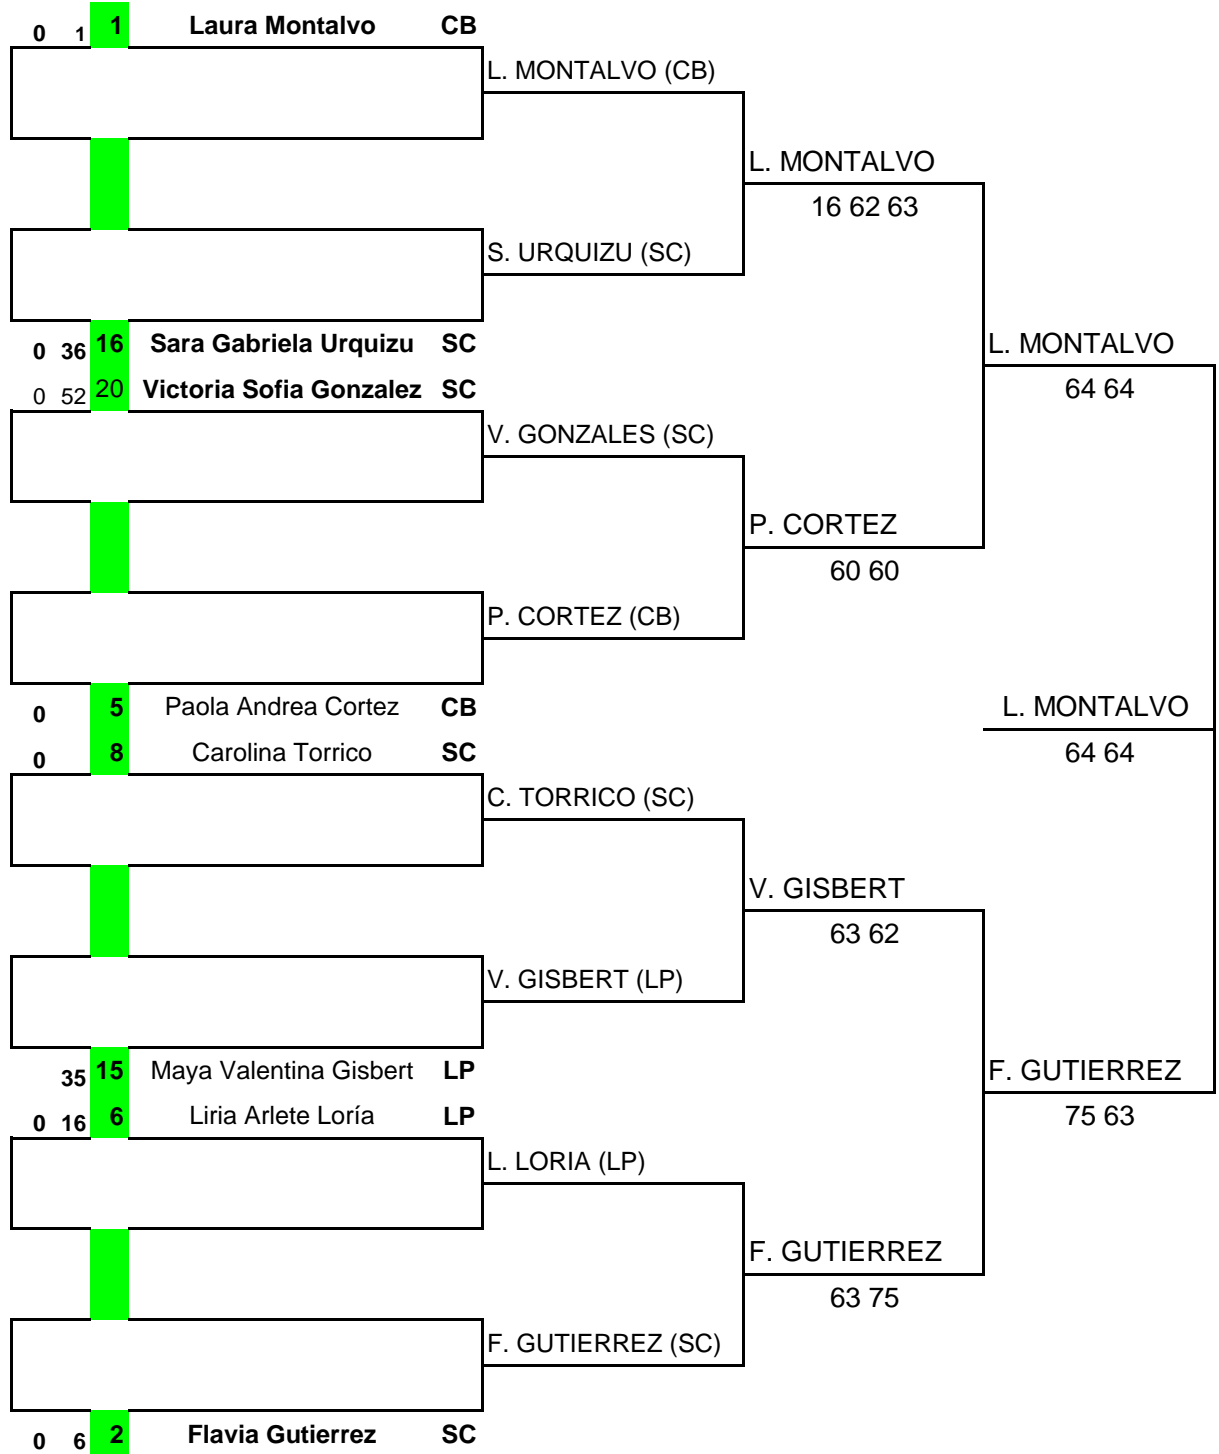 0 1 1 Laura Montalvo CB
L. MONTALVO (CB)
L. MONTALVO
16 62 63
S. URQUIZU (SC)
0 36 16 Sara Gabriela Urquizu SC
L. MONTALVO
0 52 20 Victoria Sofia Gonzalez SC
64 64
V. GONZALES (SC)
P. CORTEZ
60 60
P. CORTEZ (CB)
0 5 Paola Andrea Cortez CB
L. MONTALVO
0 8 Carolina Torrico SC
64 64
C. TORRICO (SC)
V. GISBERT
63 62
V. GISBERT (LP)
35 15 Maya Valentina Gisbert LP
F. GUTIERREZ
0 16 6 Liria Arlete Loría LP
75 63
L. LORIA (LP)
F. GUTIERREZ
63 75
F. GUTIERREZ (SC)
0 6 2 Flavia Gutierrez SC